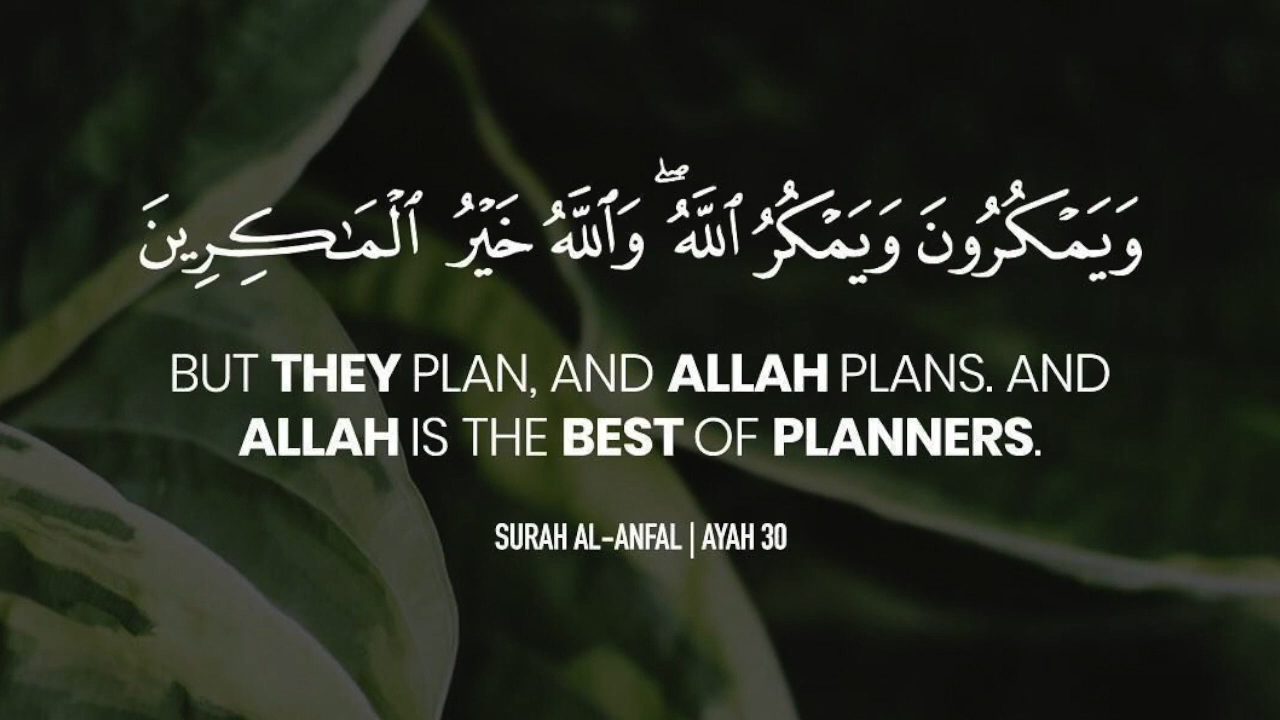 وَيَمْكُرُونَ وَيَمْكُرُ ٱللَّهُ ۖ وَٱللَّهُ خَيْرُ ٱلْمَـٰكِرِينَ
BUT THEY PLAN, AND ALLAH PLANS. AND
ALLAH IS THE BEST OF PLANNERS.
SURAH AL-ANFAL | AYAH 30